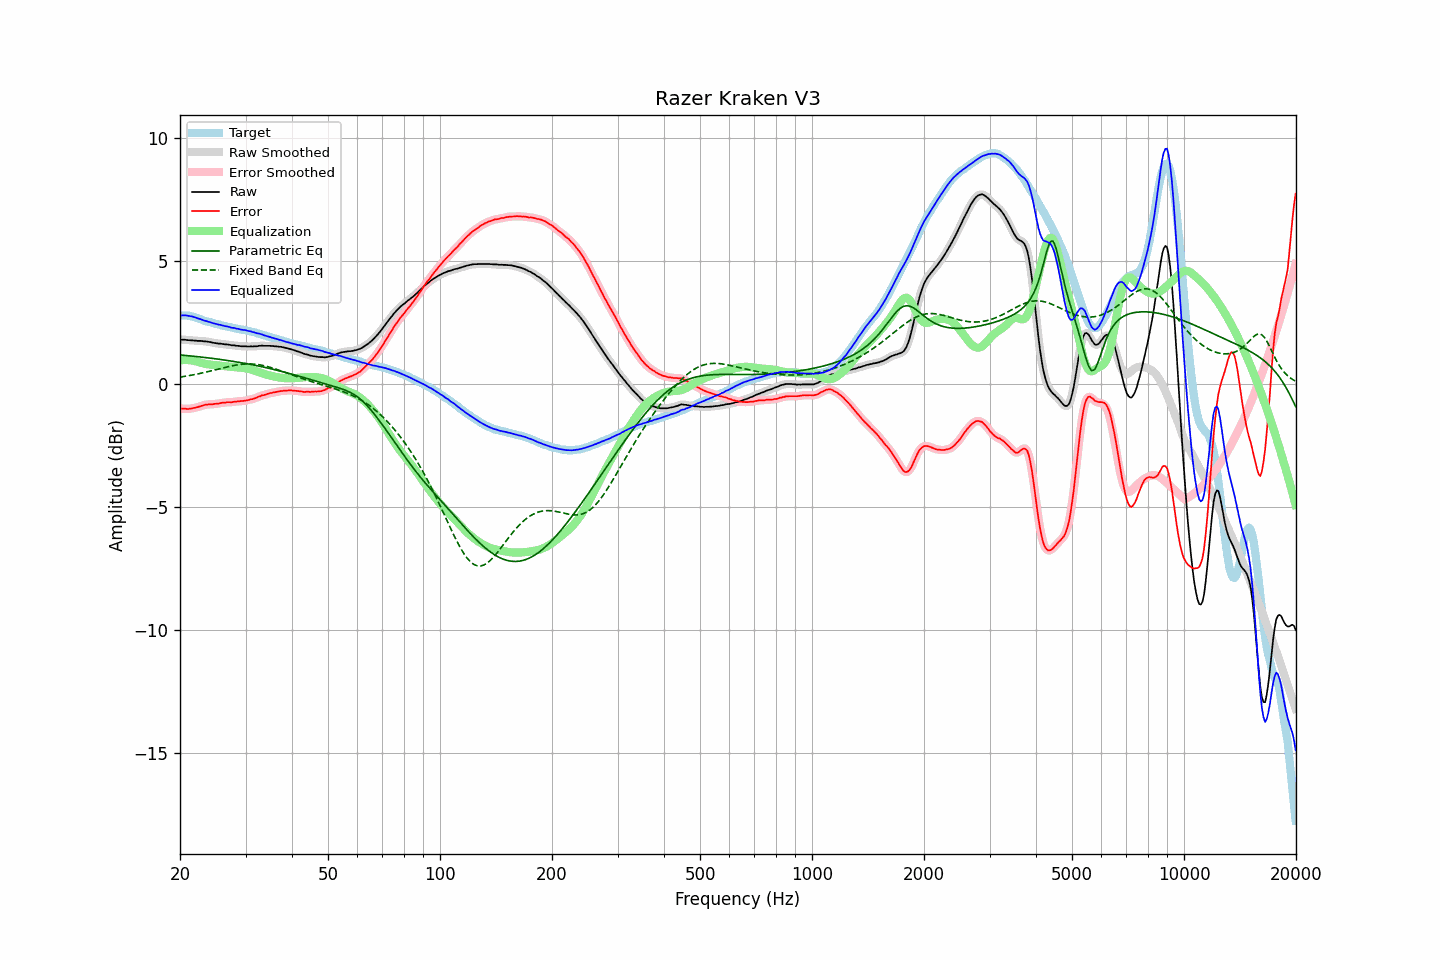 Razer Kraken V3
Target
Raw Smoothed
Error Smoothed
Raw
Error
Equalization
Parametric Eq
Fixed Band Eq
Equalized
Amplitude (dBr)
10
5
0
−5
−10
−15
20 50 100 200 500 1000 2000 5000 10000 20000
Frequency (Hz)